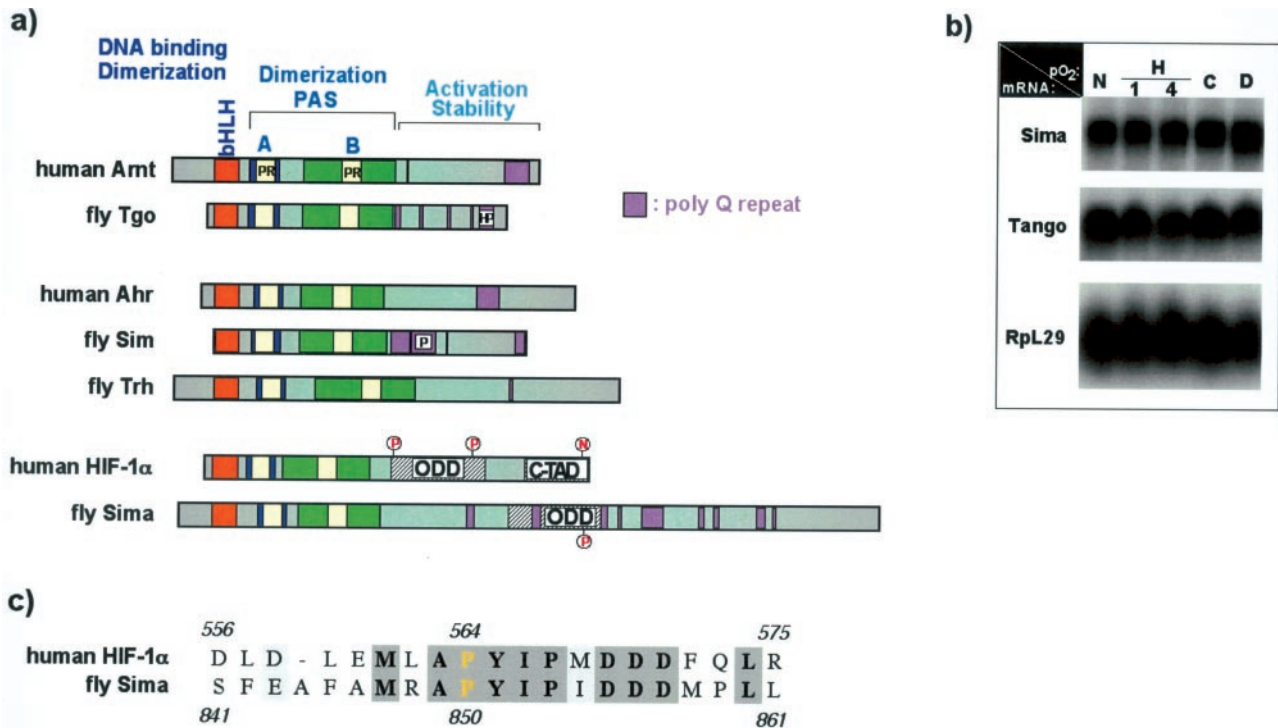 a)
DNA binding
Dimerization
bHLH
Dimerization
PAS
A
B
Activation
Stability
human Arnt
PR
PR
fly Tgo
HP
: poly Q repeat
human Ahr
fly Sim
P
fly Trh
human HIF-1α
P
P
N
ODD
C-TAD
fly Sima
ODD
P
b)
pO2:
mRNA:
N
H
1 4
C
D
Sima
Tango
RpL29
c)
556 564 575
human HIF-1α D L D - L E M L A P Y I P M D D D F Q L R
fly Sima S F E A F A M R A P Y I P I D D D M P L L
841 850 861